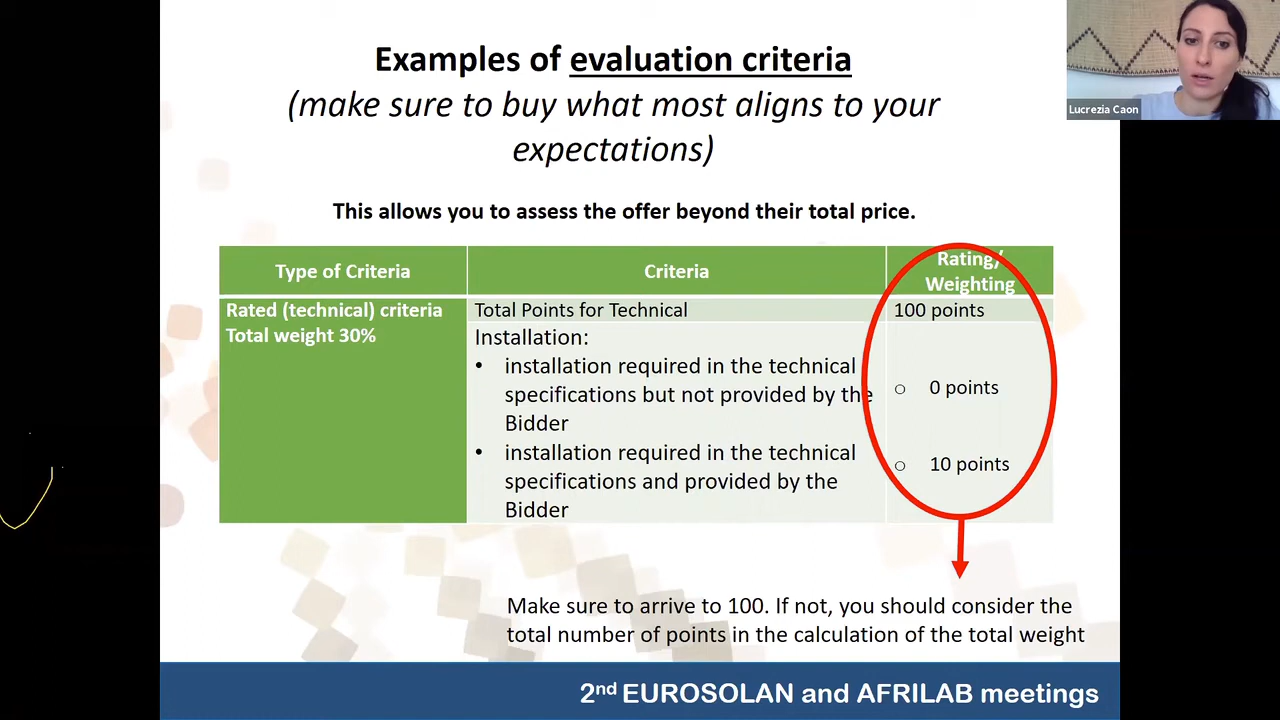 Examples of evaluation criteria
(make sure to buy what most aligns to your
expectations)
Lucrezia Caon
This allows you to assess the offer beyond their total price.
Type of Criteria
Criteria
Rating/
Weighting
Rated (technical) criteria
Total weight 30%
Total Points for Technical
100 points
Installation:
• installation required in the technical
specifications but not provided by the
Bidder
○ 0 points
• installation required in the technical
specifications and provided by the
Bidder
○ 10 points
Make sure to arrive to 100. If not, you should consider the
total number of points in the calculation of the total weight
2nd EUROSOLAN and AFRILAB meetings